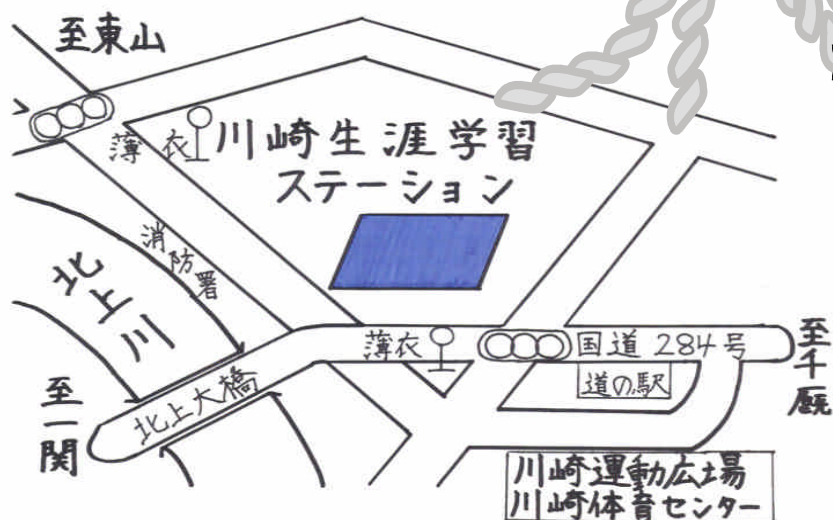 至東山
薄衣
川崎生涯学習
ステーション
消防署
北上川
薄衣
国道284号
至千厩
道の駅
北上大橋
至一関
川崎運動広場
川崎体育センター